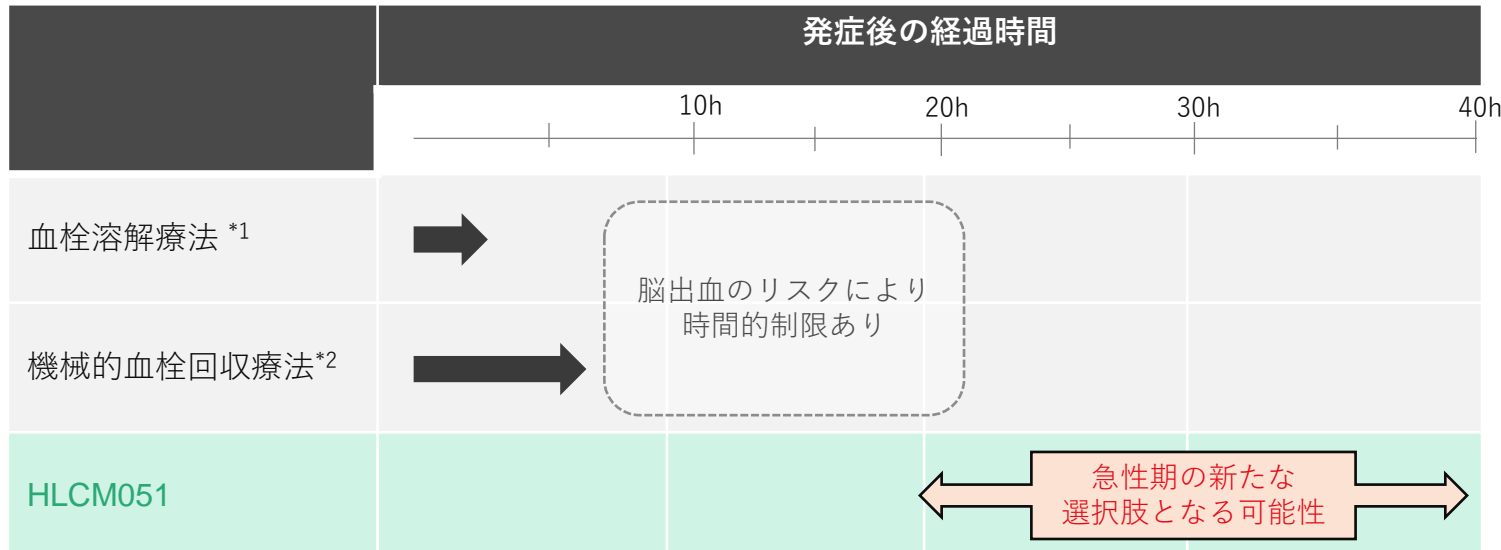 発症後の経過時間
10h
20h
30h
40h
血栓溶解療法 *1
脳出血のリスクにより
時間的制限あり
機械的血栓回収療法*2
HLCM051
急性期の新たな
選択肢となる可能性